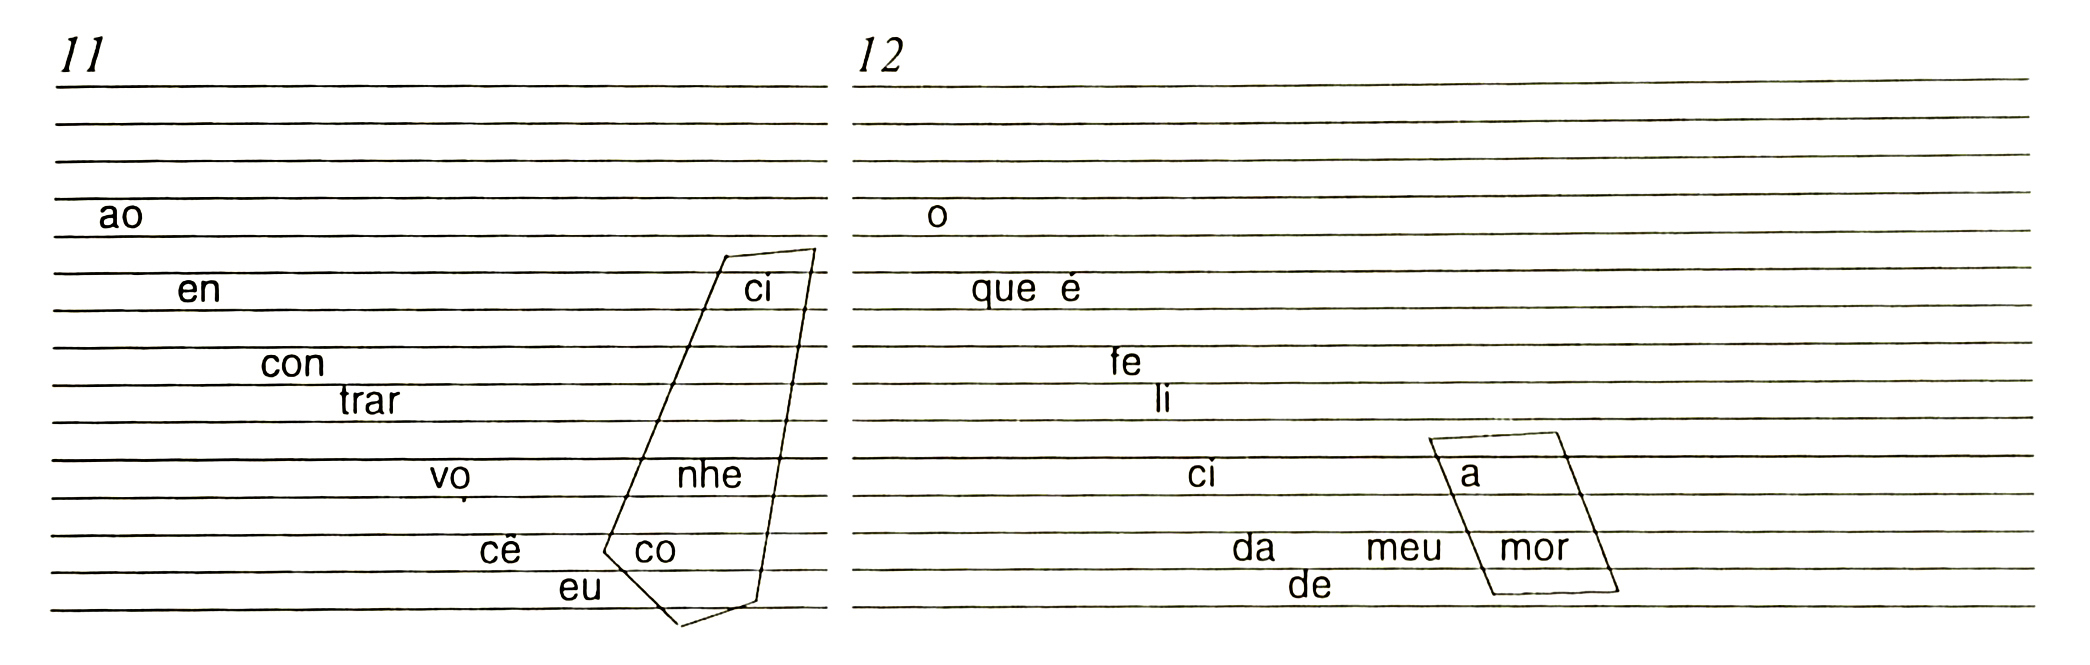 11
ao en con trar vo cê eu co nhe ci
12
o que é fe li ci da de meu a mor